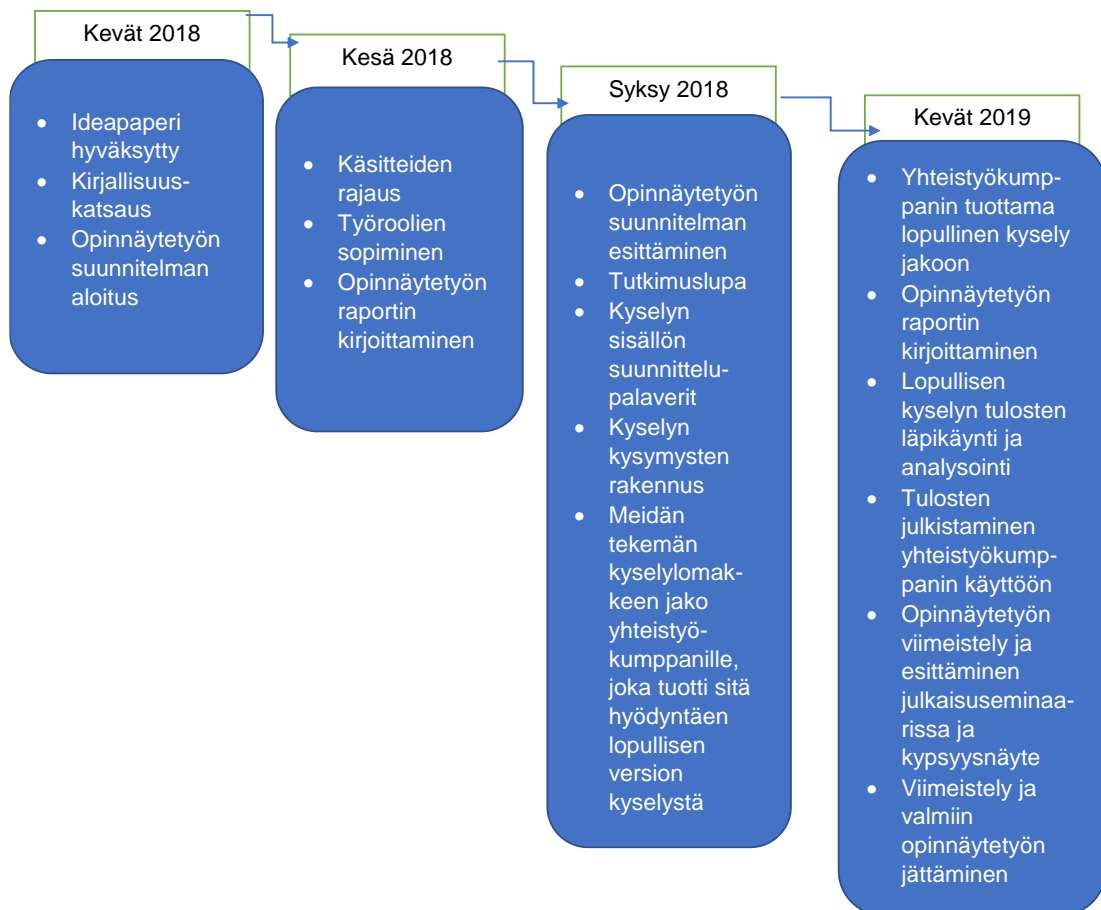 Kevät 2018
• Ideapaperi
hyväksytty
• Kirjallisuus-
katsaus
• Opinnäytetyön
suunnitelman
aloitus
Kesä 2018
• Käsitteiden
rajaus
• Työroolien
sopiminen
• Opinnäytetyön
raportin
kirjoittaminen
Syksy 2018
• Opinnäytetyön
suunnitelman
esittäminen
• Tutkimuslupa
• Kyselyn
sisällön
suunnittelu-
palaverit
• Kyselyn
kysymysten
rakennus
• Meidän
tekemän
kyselylomak-
keen jako
yhteistyö-
kumppanille,
joka tuotti sitä
hyödyntäen
lopullisen
version
kyselystä
Kevät 2019
• Yhteistyökump-
panin tuottama
lopullinen kysely
jakoon
• Opinnäytetyön
raportin
kirjoittaminen
• Lopullisen
kyselyn tulosten
läpikäynti ja
analysointi
• Tulosten
julkistaminen
yhteistyökump-
panin käyttöön
• Opinnäytetyön
viimeistely ja
esittäminen
julkaisuseminaa-
rissa ja
kypsyysnäyte
• Viimeistely ja
valmiin
opinnäytetyön
jättäminen